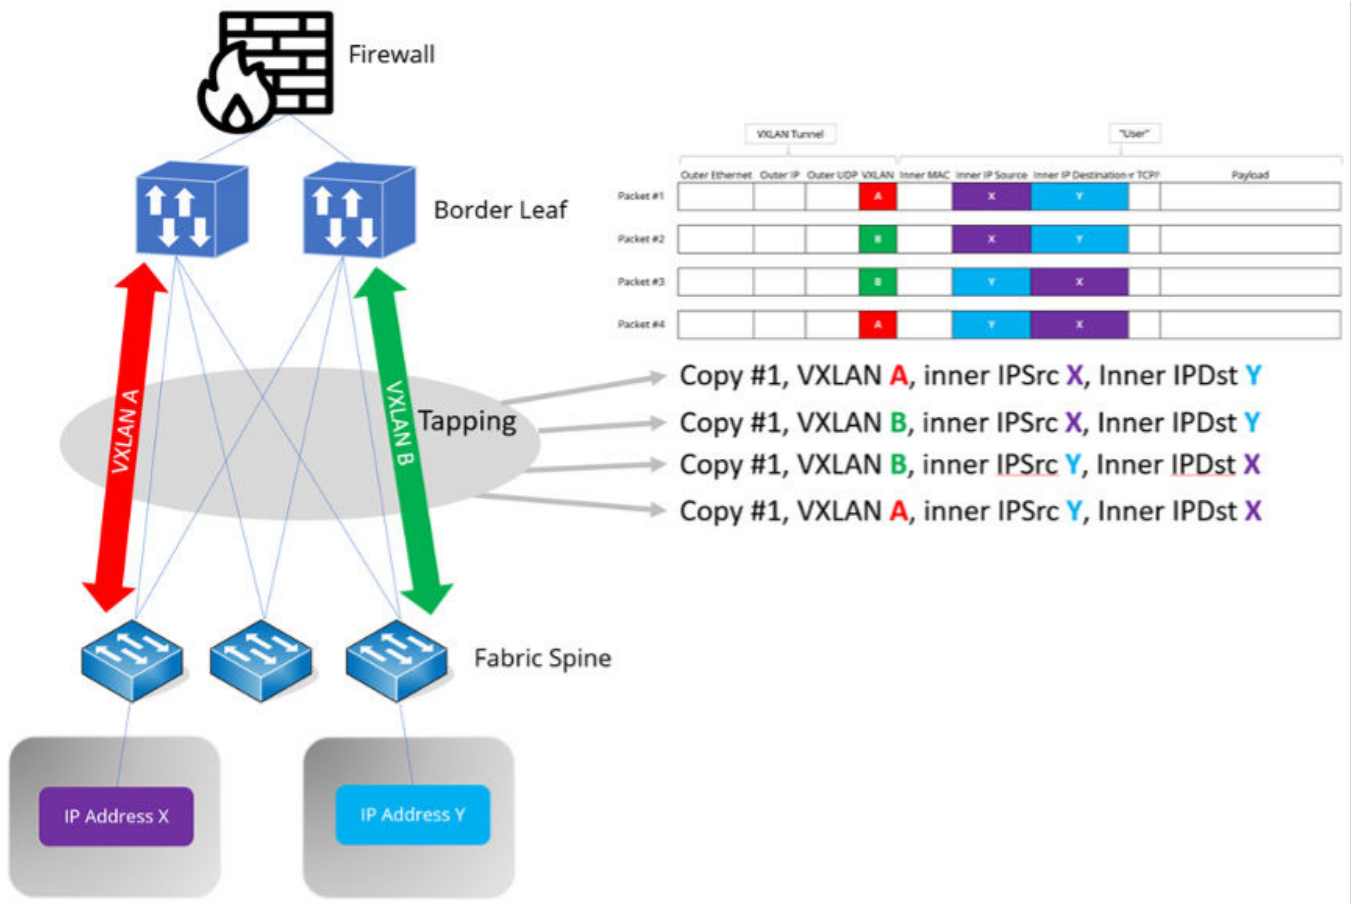 Firewall
Border Leaf
VXLAN A
VXLAN B
Tapping
Fabric Spine
IP Address X
IP Address Y
VXLAN Tunnel
"User"
Outer Ethernet Outer IP Outer UDP VXLAN Inner MAC Inner IP Source Inner IP Destination r TCP/ Payload
Packet #1 A X Y
Packet #2 B X Y
Packet #3 B Y X
Packet #4 A Y X
Copy #1, VXLAN A, inner IPSrc X, Inner IPDst Y
Copy #1, VXLAN B, inner IPSrc X, Inner IPDst Y
Copy #1, VXLAN B, inner IPSrc Y, Inner IPDst X
Copy #1, VXLAN A, inner IPSrc Y, Inner IPDst X